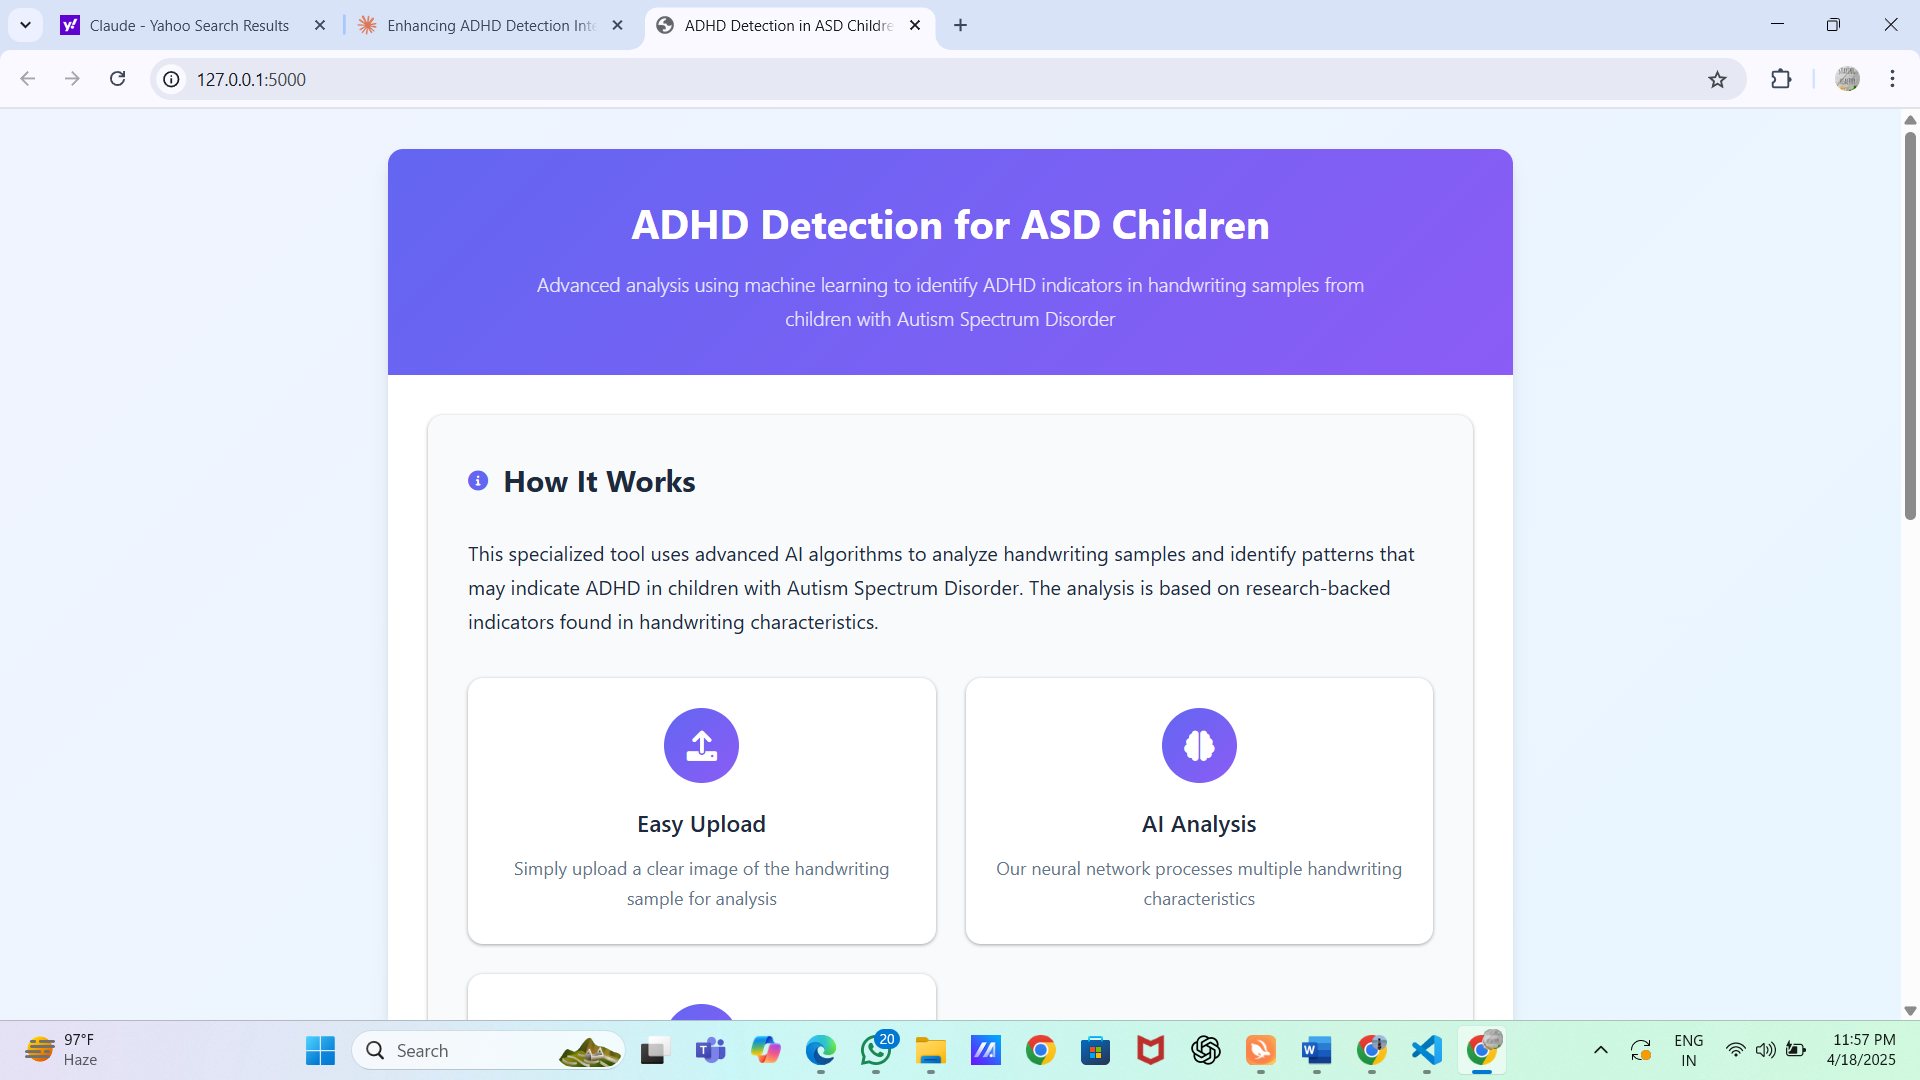 Claude - Yahoo Search Results
Enhancing ADHD Detection Inte
ADHD Detection in ASD Childre
127.0.0.1:5000
ADHD Detection for ASD Children
Advanced analysis using machine learning to identify ADHD indicators in handwriting samples from
children with Autism Spectrum Disorder
How It Works
This specialized tool uses advanced AI algorithms to analyze handwriting samples and identify patterns that
may indicate ADHD in children with Autism Spectrum Disorder. The analysis is based on research-backed
indicators found in handwriting characteristics.
Easy Upload
Simply upload a clear image of the handwriting
sample for analysis
AI Analysis
Our neural network processes multiple handwriting
characteristics
97°F
Haze
Search
20
ENG
IN
11:57 PM
4/18/2025